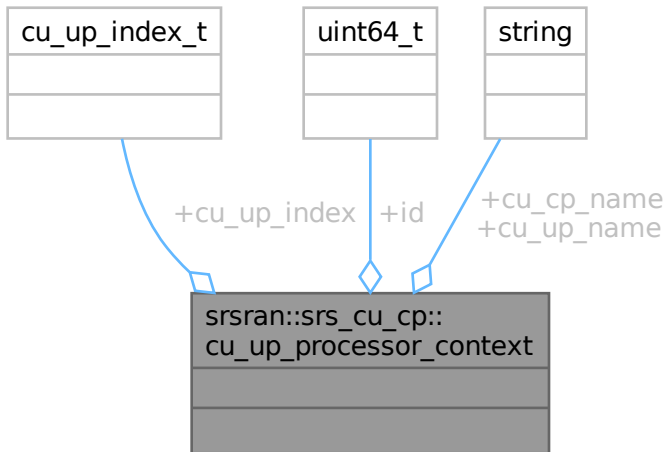 cu_up_index_t
uint64_t
string
+cu_up_index
+id
+cu_cp_name
+cu_up_name
srsran::srs_cu_cp::
cu_up_processor_context